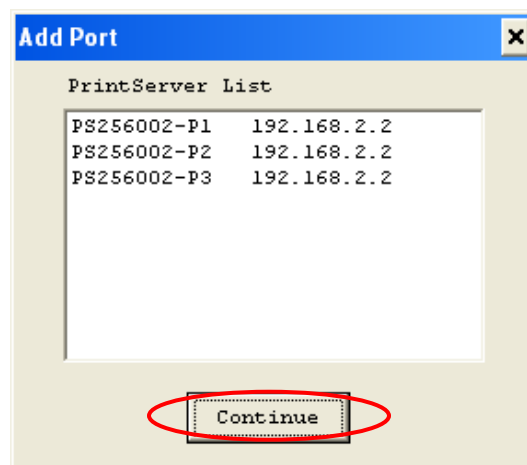 Add Port
PrintServer List
PS256002-P1 192.168.2.2
PS256002-P2 192.168.2.2
PS256002-P3 192.168.2.2
Continue